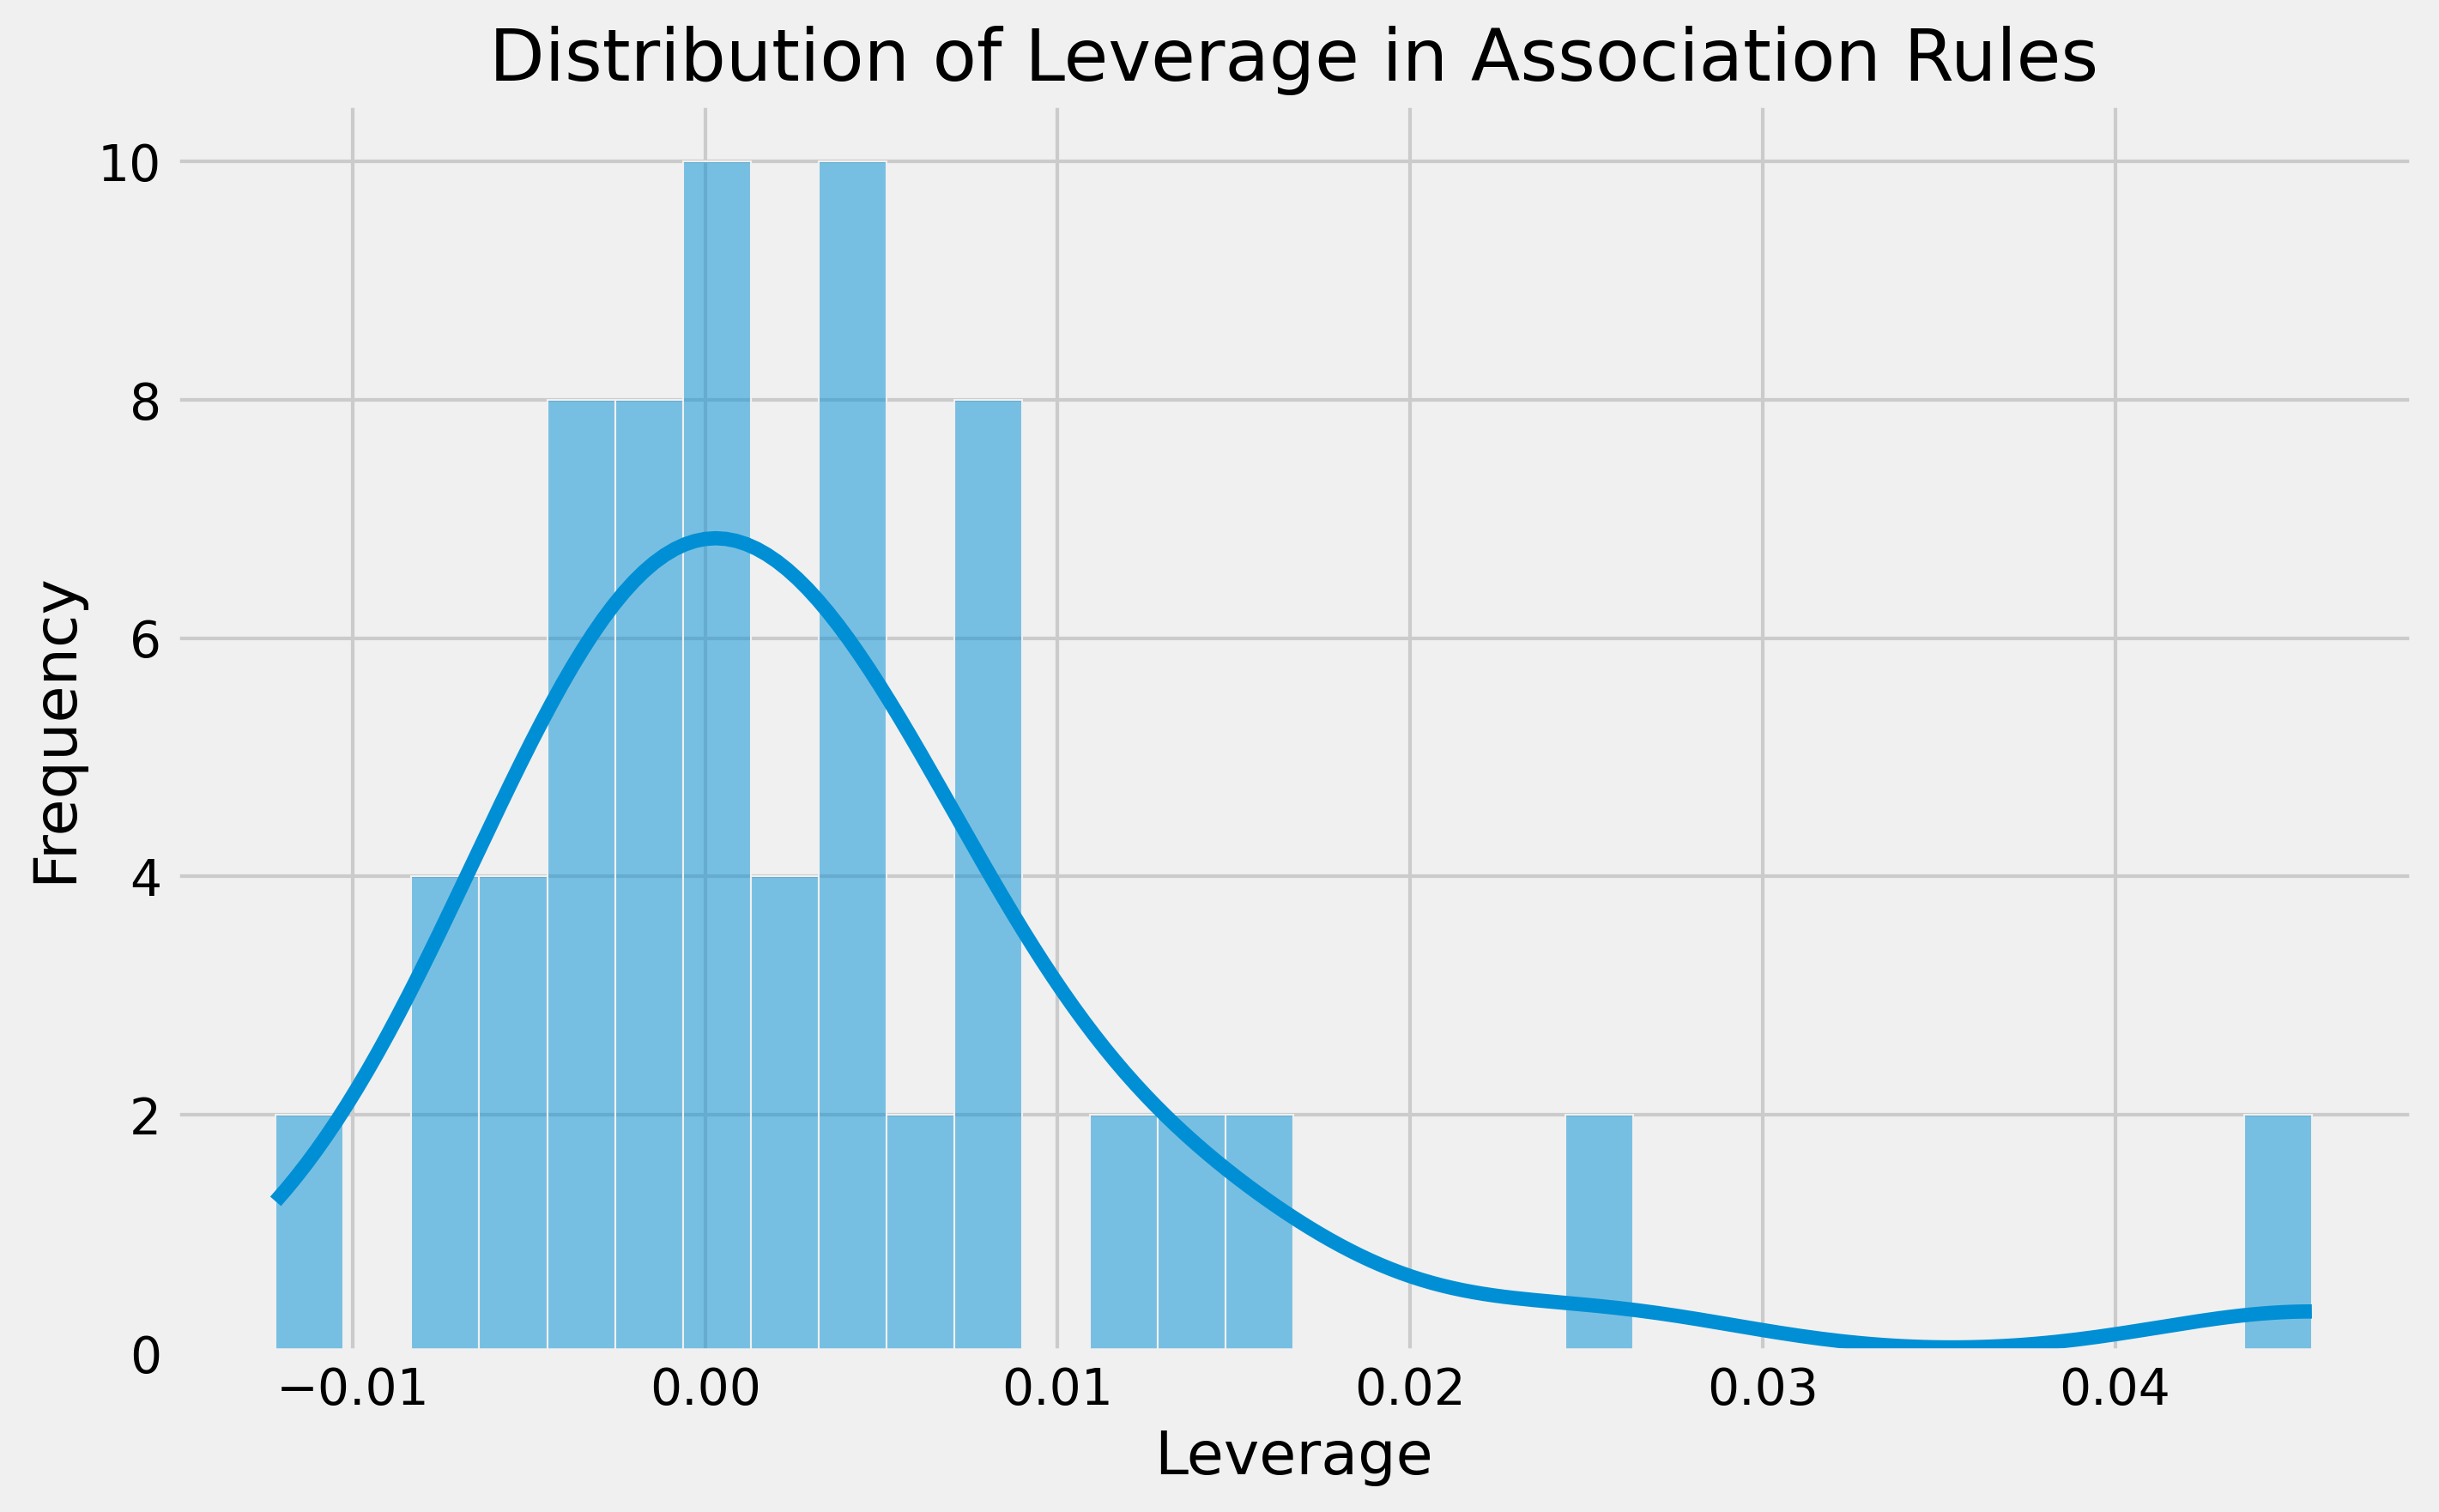 Distribution of Leverage in Association Rules
10
8
6
4
2
0
Frequency
−0.01 0.00 0.01 0.02 0.03 0.04
Leverage